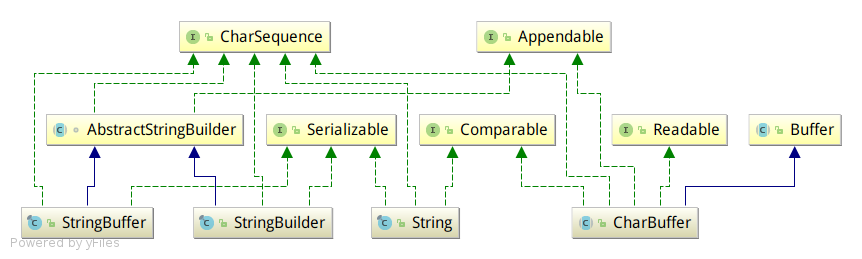 CharSequence
Appendable
AbstractStringBuilder
Serializable
Comparable
Readable
Buffer
StringBuffer
StringBuilder
String
CharBuffer
Powered by yFiles